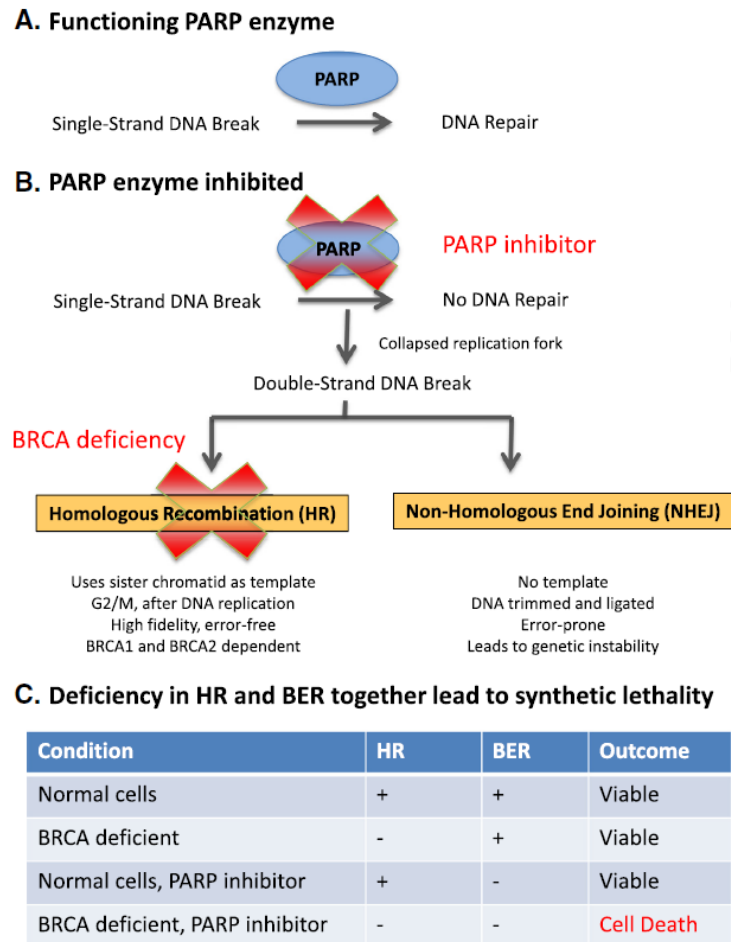 A. Functioning PARP enzyme
PARP
Single-Strand DNA Break
DNA Repair
B. PARP enzyme inhibited
PARP
PARP inhibitor
Single-Strand DNA Break
No DNA Repair
Collapsed replication fork
Double-Strand DNA Break
BRCA deficiency
Homologous Recombination (HR)
Non-Homologous End Joining (NHEJ)
Uses sister chromatid as template
G2/M, after DNA replication
High fidelity, error-free
BRCA1 and BRCA2 dependent
No template
DNA trimmed and ligated
Error-prone
Leads to genetic instability
C. Deficiency in HR and BER together lead to synthetic lethality
Condition HR BER Outcome
Normal cells + + Viable
BRCA deficient - + Viable
Normal cells, PARP inhibitor + - Viable
BRCA deficient, PARP inhibitor - - Cell Death